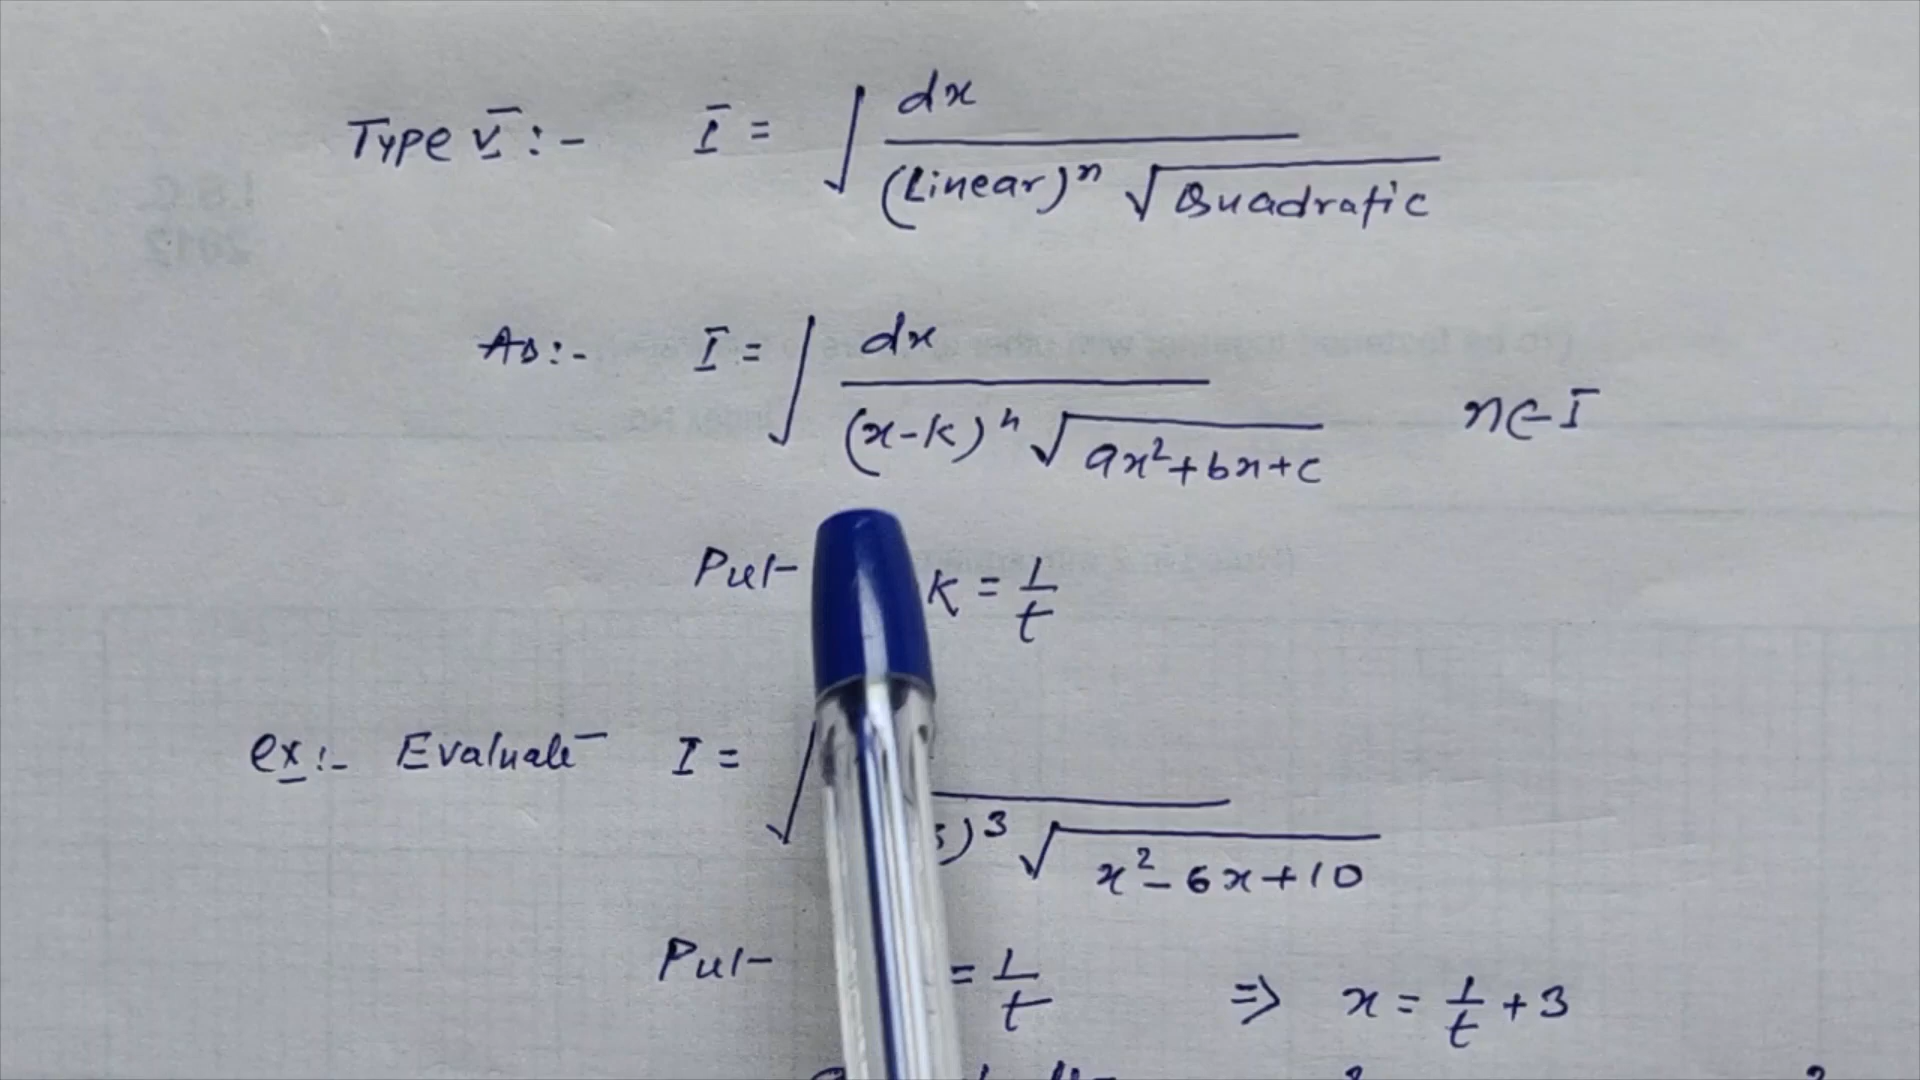 Type V :- I = ∫ dx / (Linear)ⁿ √Quadratic
As :- I = ∫ dx / (x-k)ⁿ √ax²+bx+c n∈I
Put k = 1/t
ex :- Evaluate I = ∫ )³ √x²-6x+10
Put = 1/t ⇒ x = 1/t + 3